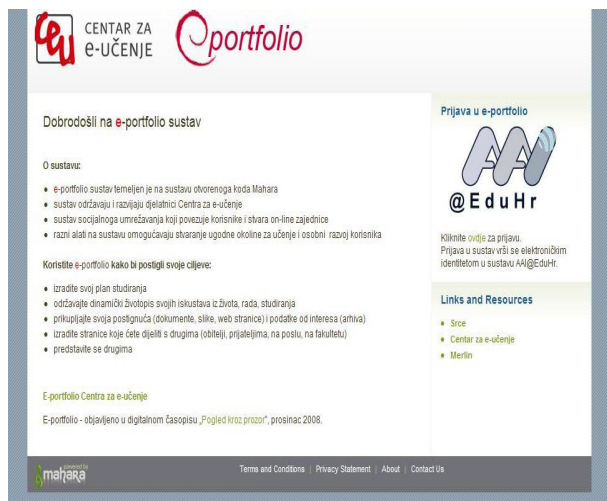 CENTAR ZA
e-UČENJE
eportfolio
Dobrodošli na e-portfolio sustav
O sustavu:
e-portfolio sustav temeljen je na sustavu otvorenoga koda Mahara
sustav održavaju i razvijaju djelatnici Centra za e-učenje
sustav socijalnoga umrežavanja koji povezuje korisnike i stvara on-line zajednice
razni alati na sustavu omogućavaju stvaranje ugodne okoline za učenje i osobni razvoj korisnika
Koristite e-portfolio kako bi postigli svoje ciljeve:
izradite svoj plan studiranja
održavajte dinamički životopis svojih iskustava iz života, rada, studiranja
prikupljajte svoja postignuća (dokumente, slike, web stranice) i podatke od interesa (arhiva)
izradite stranice koje ćete dijeliti s drugima (obitelji, prijateljima, na poslu, na fakultetu)
predstavite se drugima
E-portfolio Centra za e-učenje
E-portfolio - objavljeno u digitalnom časopisu „Pogled kroz prozor", prosinac 2008.
Prijava u e-portfolio
AAI
@EduHr
Kliknite ovdje za prijavu.
Prijava u sustav vrši se elektroničkim
identitetom u sustavu AAI@EduHr.
Links and Resources
Srce
Centar za e-učenje
Merlin
powered by
mahara
Terms and Conditions | Privacy Statement | About | Contact Us